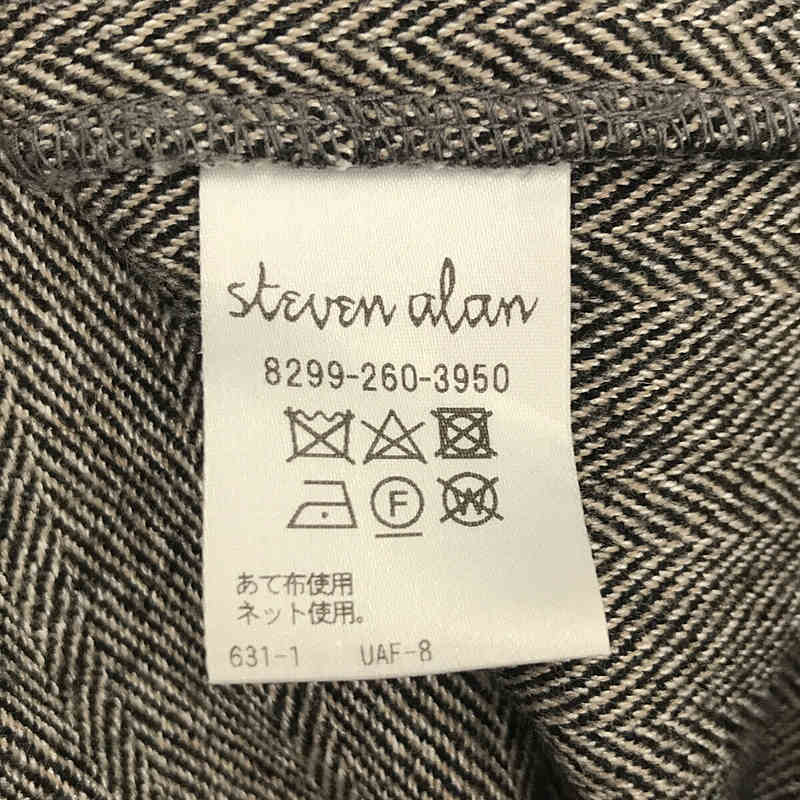 steven alan
8299-260-3950
F W
あて布使用
ネット使用。
631-1 UAF-8